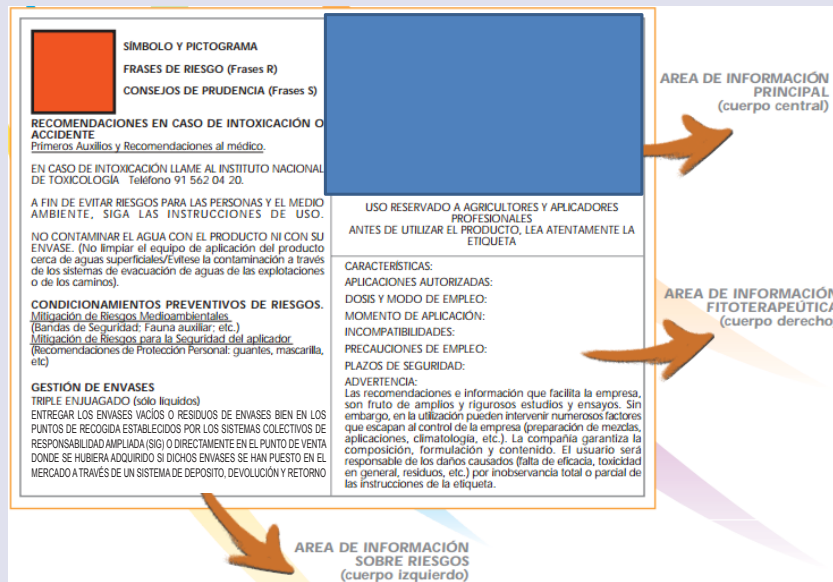 SÍMBOLO Y PICTOGRAMA
FRASES DE RIESGO (Frases R)
CONSEJOS DE PRUDENCIA (Frases S)
RECOMENDACIONES EN CASO DE INTOXICACIÓN O
ACCIDENTE
Primeros Auxilios y Recomendaciones al médico.
EN CASO DE INTOXICACIÓN LLAME AL INSTITUTO NACIONAL
DE TOXICOLOGÍA Teléfono 91 562 04 20.
A FIN DE EVITAR RIESGOS PARA LAS PERSONAS Y EL MEDIO
AMBIENTE, SIGA LAS INSTRUCCIONES DE USO.
NO CONTAMINAR EL AGUA CON EL PRODUCTO NI CON SU
ENVASE. (No limpiar el equipo de aplicación del producto
cerca de aguas superficiales/Evítese la contaminación a través
de los sistemas de evacuación de aguas de las explotaciones
o de los caminos).
CONDICIONAMIENTOS PREVENTIVOS DE RIESGOS.
Mitigación de Riesgos Medioambientales
(Bandas de Seguridad; Fauna auxiliar; etc.)
Mitigación de Riesgos para la Seguridad del aplicador
(Recomendaciones de Protección Personal: guantes, mascarilla,
etc)
GESTIÓN DE ENVASES
TRIPLE ENJUAGADO (sólo líquidos)
ENTREGAR LOS ENVASES VACÍOS O RESIDUOS DE ENVASES BIEN EN LOS
PUNTOS DE RECOGIDA ESTABLECIDOS POR LOS SISTEMAS COLECTIVOS DE
RESPONSABILIDAD AMPLIADA (SIG) O DIRECTAMENTE EN EL PUNTO DE VENTA
DONDE SE HUBIERA ADQUIRIDO SI DICHOS ENVASES SE HAN PUESTO EN EL
MERCADO A TRAVÉS DE UN SISTEMA DE DEPOSITO, DEVOLUCIÓN Y RETORNO
USO RESERVADO A AGRICULTORES Y APLICADORES
PROFESIONALES
ANTES DE UTILIZAR EL PRODUCTO, LEA ATENTAMENTE LA
ETIQUETA
CARACTERÍSTICAS:
APLICACIONES AUTORIZADAS:
DOSIS Y MODO DE EMPLEO:
MOMENTO DE APLICACIÓN:
INCOMPATIBILIDADES:
PRECAUCIONES DE EMPLEO:
PLAZOS DE SEGURIDAD:
ADVERTENCIA:
Las recomendaciones e información que facilita la empresa,
son fruto de amplios y rigurosos estudios y ensayos. Sin
embargo, en la utilización pueden intervenir numerosos factores
que escapan al control de la empresa (preparación de mezclas,
aplicaciones, climatología, etc.). La compañía garantiza la
composición, formulación y contenido. El usuario será
responsable de los daños causados (falta de eficacia, toxicidad
en general, residuos, etc.) por inobservancia total o parcial de
las instrucciones de la etiqueta.
AREA DE INFORMACIÓN
PRINCIPAL
(cuerpo central)
AREA DE INFORMACIÓN
FITOTERAPEÚTICA
(cuerpo derecho
AREA DE INFORMACIÓN
SOBRE RIESGOS
(cuerpo izquierdo)